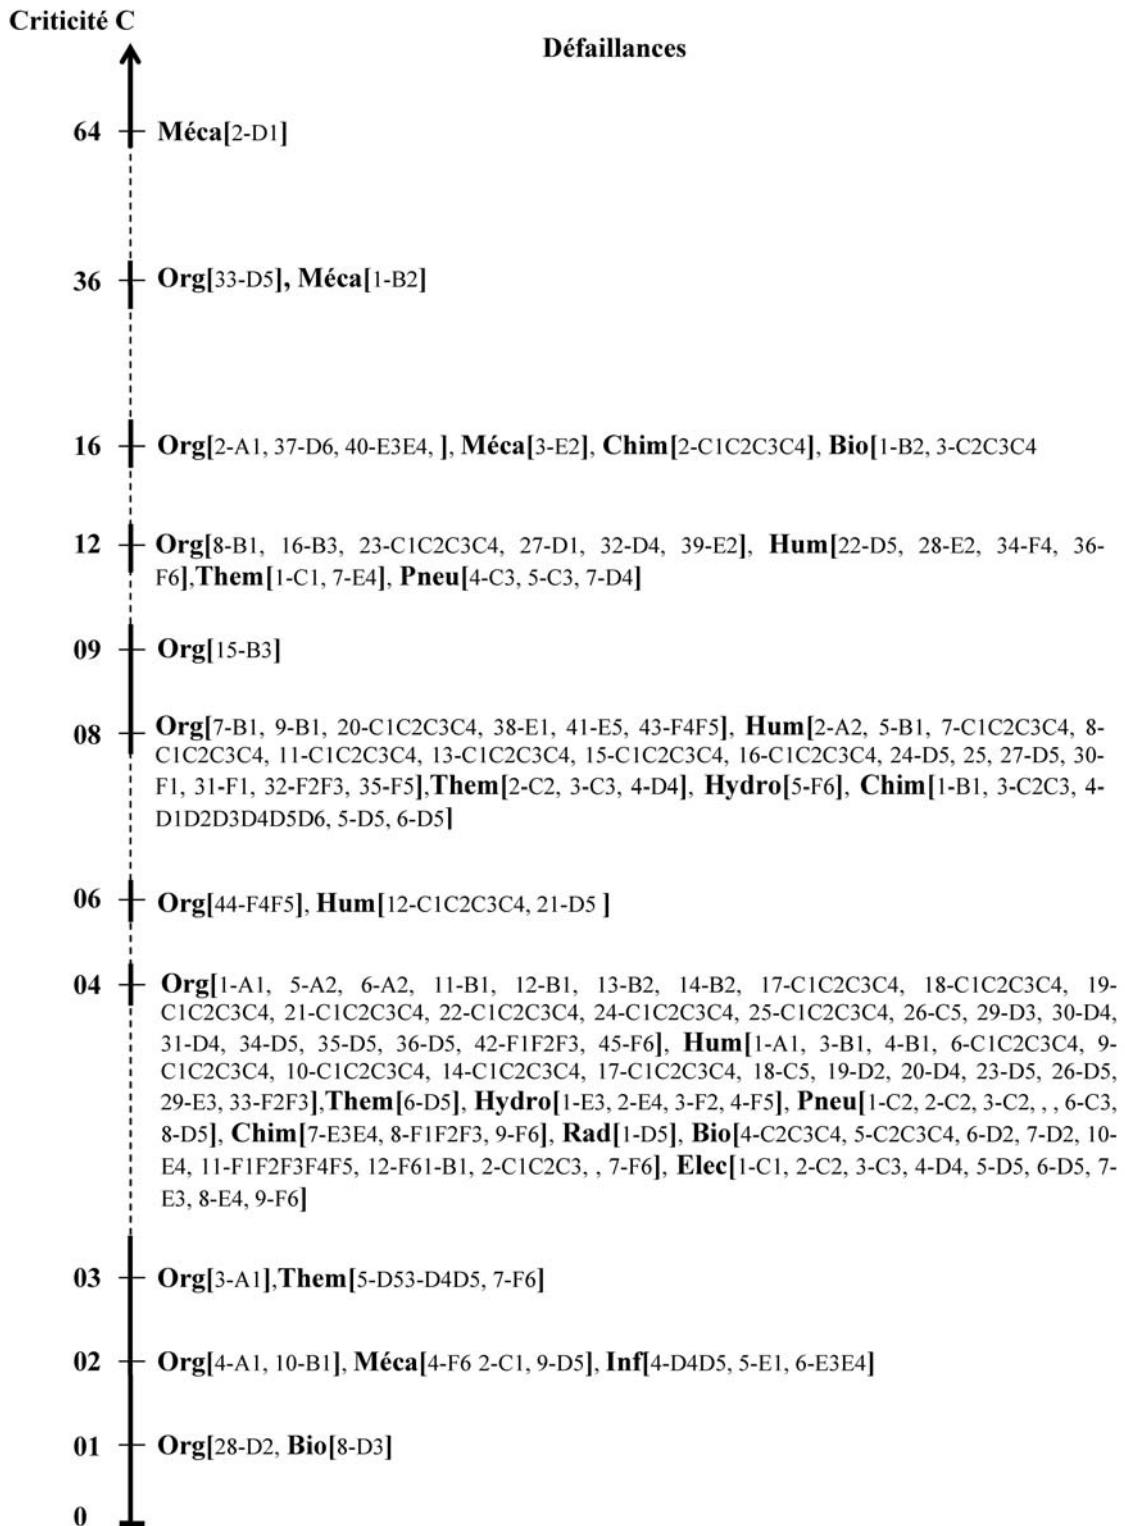 Criticité C
Défaillances
64 Méca[2-D1]
36 Org[33-D5], Méca[1-B2]
16 Org[2-A1, 37-D6, 40-E3E4, ], Méca[3-E2], Chim[2-C1C2C3C4], Bio[1-B2, 3-C2C3C4
12 Org[8-B1, 16-B3, 23-C1C2C3C4, 27-D1, 32-D4, 39-E2], Hum[22-D5, 28-E2, 34-F4, 36-
F6],Them[1-C1, 7-E4], Pneu[4-C3, 5-C3, 7-D4]
09 Org[15-B3]
08 Org[7-B1, 9-B1, 20-C1C2C3C4, 38-E1, 41-E5, 43-F4F5], Hum[2-A2, 5-B1, 7-C1C2C3C4, 8-
C1C2C3C4, 11-C1C2C3C4, 13-C1C2C3C4, 15-C1C2C3C4, 16-C1C2C3C4, 24-D5, 25, 27-D5, 30-
F1, 31-F1, 32-F2F3, 35-F5],Them[2-C2, 3-C3, 4-D4], Hydro[5-F6], Chim[1-B1, 3-C2C3, 4-
D1D2D3D4D5D6, 5-D5, 6-D5]
06 Org[44-F4F5], Hum[12-C1C2C3C4, 21-D5 ]
04 Org[1-A1, 5-A2, 6-A2, 11-B1, 12-B1, 13-B2, 14-B2, 17-C1C2C3C4, 18-C1C2C3C4, 19-
C1C2C3C4, 21-C1C2C3C4, 22-C1C2C3C4, 24-C1C2C3C4, 25-C1C2C3C4, 26-C5, 29-D3, 30-D4,
31-D4, 34-D5, 35-D5, 36-D5, 42-F1F2F3, 45-F6], Hum[1-A1, 3-B1, 4-B1, 6-C1C2C3C4, 9-
C1C2C3C4, 10-C1C2C3C4, 14-C1C2C3C4, 17-C1C2C3C4, 18-C5, 19-D2, 20-D4, 23-D5, 26-D5,
29-E3, 33-F2F3],Them[6-D5], Hydro[1-E3, 2-E4, 3-F2, 4-F5], Pneu[1-C2, 2-C2, 3-C2, , , 6-C3,
8-D5], Chim[7-E3E4, 8-F1F2F3, 9-F6], Rad[1-D5], Bio[4-C2C3C4, 5-C2C3C4, 6-D2, 7-D2, 10-
E4, 11-F1F2F3F4F5, 12-F61-B1, 2-C1C2C3, , 7-F6], Elec[1-C1, 2-C2, 3-C3, 4-D4, 5-D5, 6-D5, 7-
E3, 8-E4, 9-F6]
03 Org[3-A1],Them[5-D53-D4D5, 7-F6]
02 Org[4-A1, 10-B1], Méca[4-F6 2-C1, 9-D5], Inf[4-D4D5, 5-E1, 6-E3E4]
01 Org[28-D2, Bio[8-D3]
0